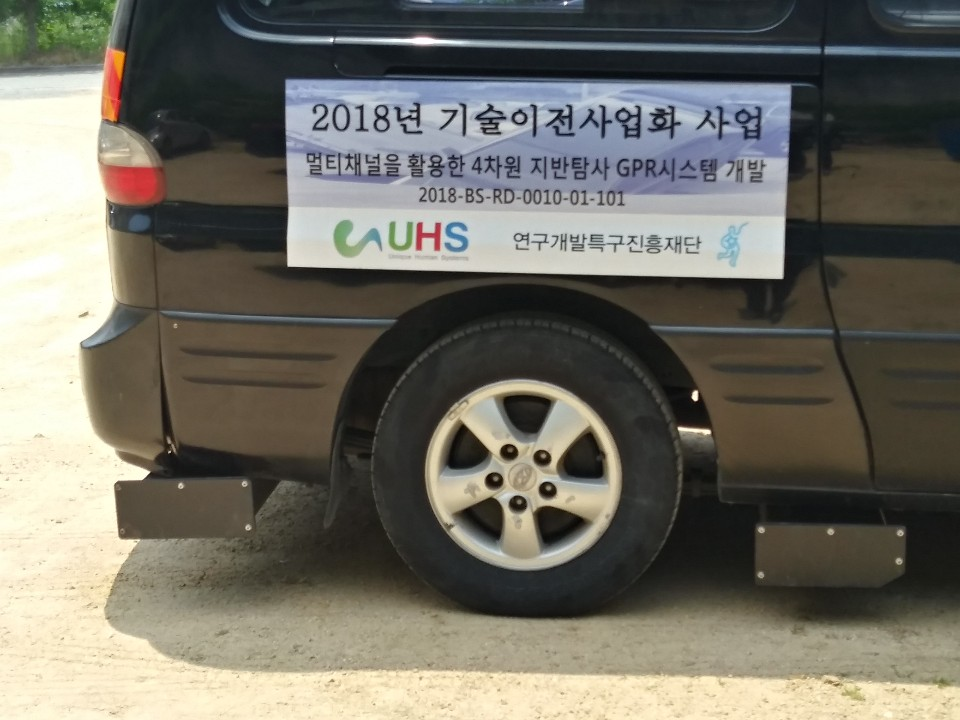 2018년 기술이전사업화 사업
멀티채널을 활용한 4차원 지반탐사 GPR시스템 개발
2018-BS-RD-0010-01-101
UHS
Unique Hunter Systems
연구개발특구진흥재단